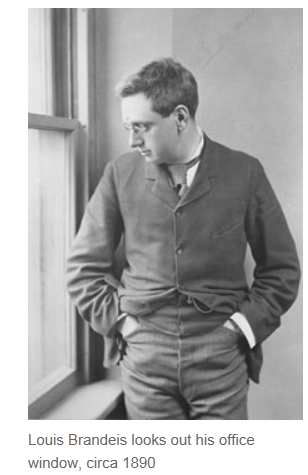 Louis Brandeis looks out his office
window, circa 1890